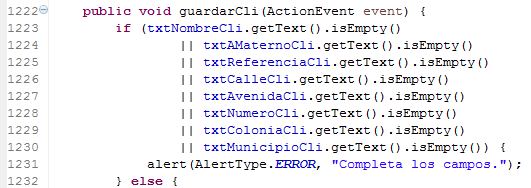 1222 public void guardarCli(ActionEvent event) {
1223 if (txtNombreCli.getText().isEmpty()
1224 || txtAMaternoCli.getText().isEmpty()
1225 || txtReferenciaCli.getText().isEmpty()
1226 || txtCalleCli.getText().isEmpty()
1227 || txtAvenidaCli.getText().isEmpty()
1228 || txtNumeroCli.getText().isEmpty()
1229 || txtColoniaCli.getText().isEmpty()
1230 || txtMunicipioCli.getText().isEmpty()) {
1231 alert(AlertType.ERROR, "Completa los campos.");
1232 } else {